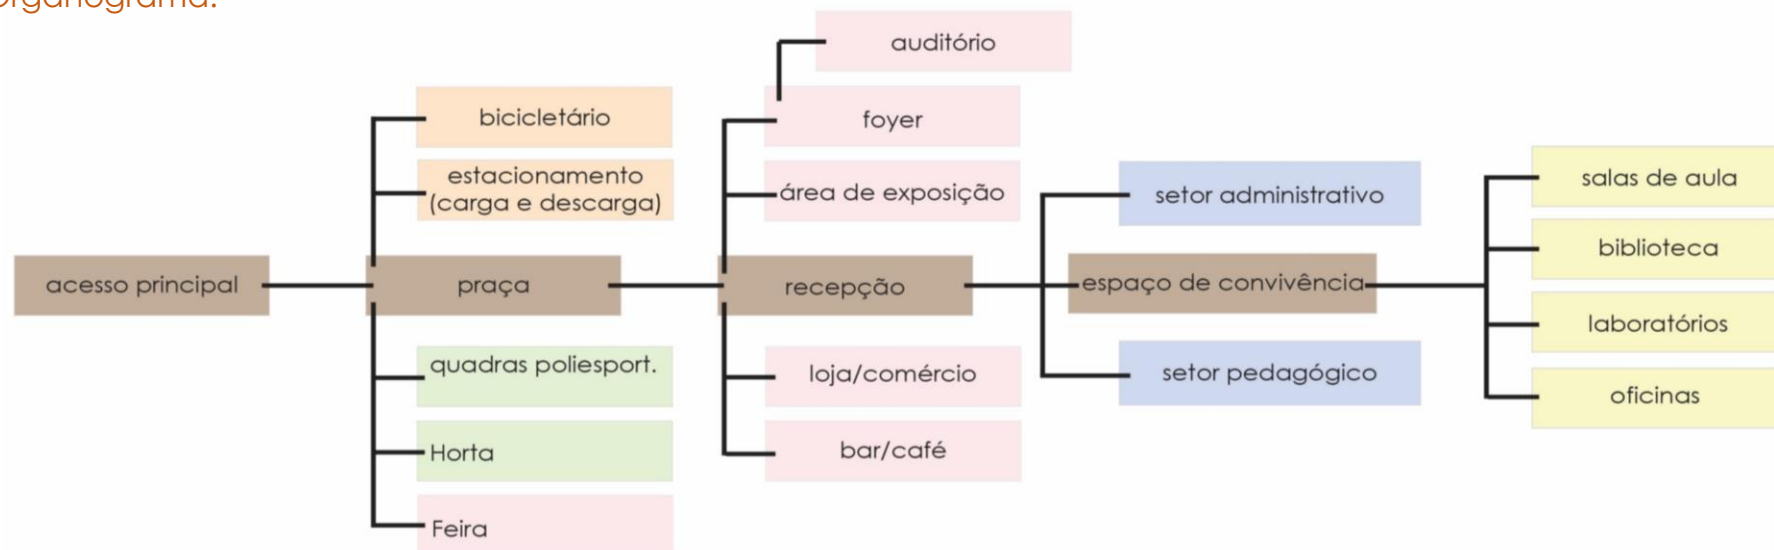 organograma:
auditório
bicicletário
foyer
estacionamento
(carga e descarga)
área de exposição
setor administrativo
salas de aula
biblioteca
acesso principal
praça
recepção
espaço de convivência
laboratórios
quadras poliesport.
loja/comércio
setor pedagógico
oficinas
Horta
bar/café
Feira